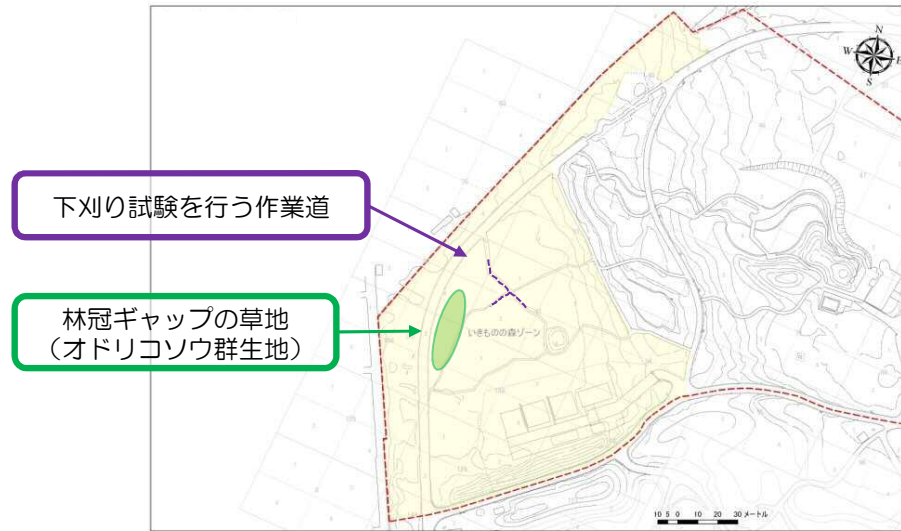 N
W
E
S
下刈り試験を行う作業道
林冠ギャップの草地
（オドリコソウ群生地）
いきものの森ゾーン
10 5 0 10 20 30 メートル